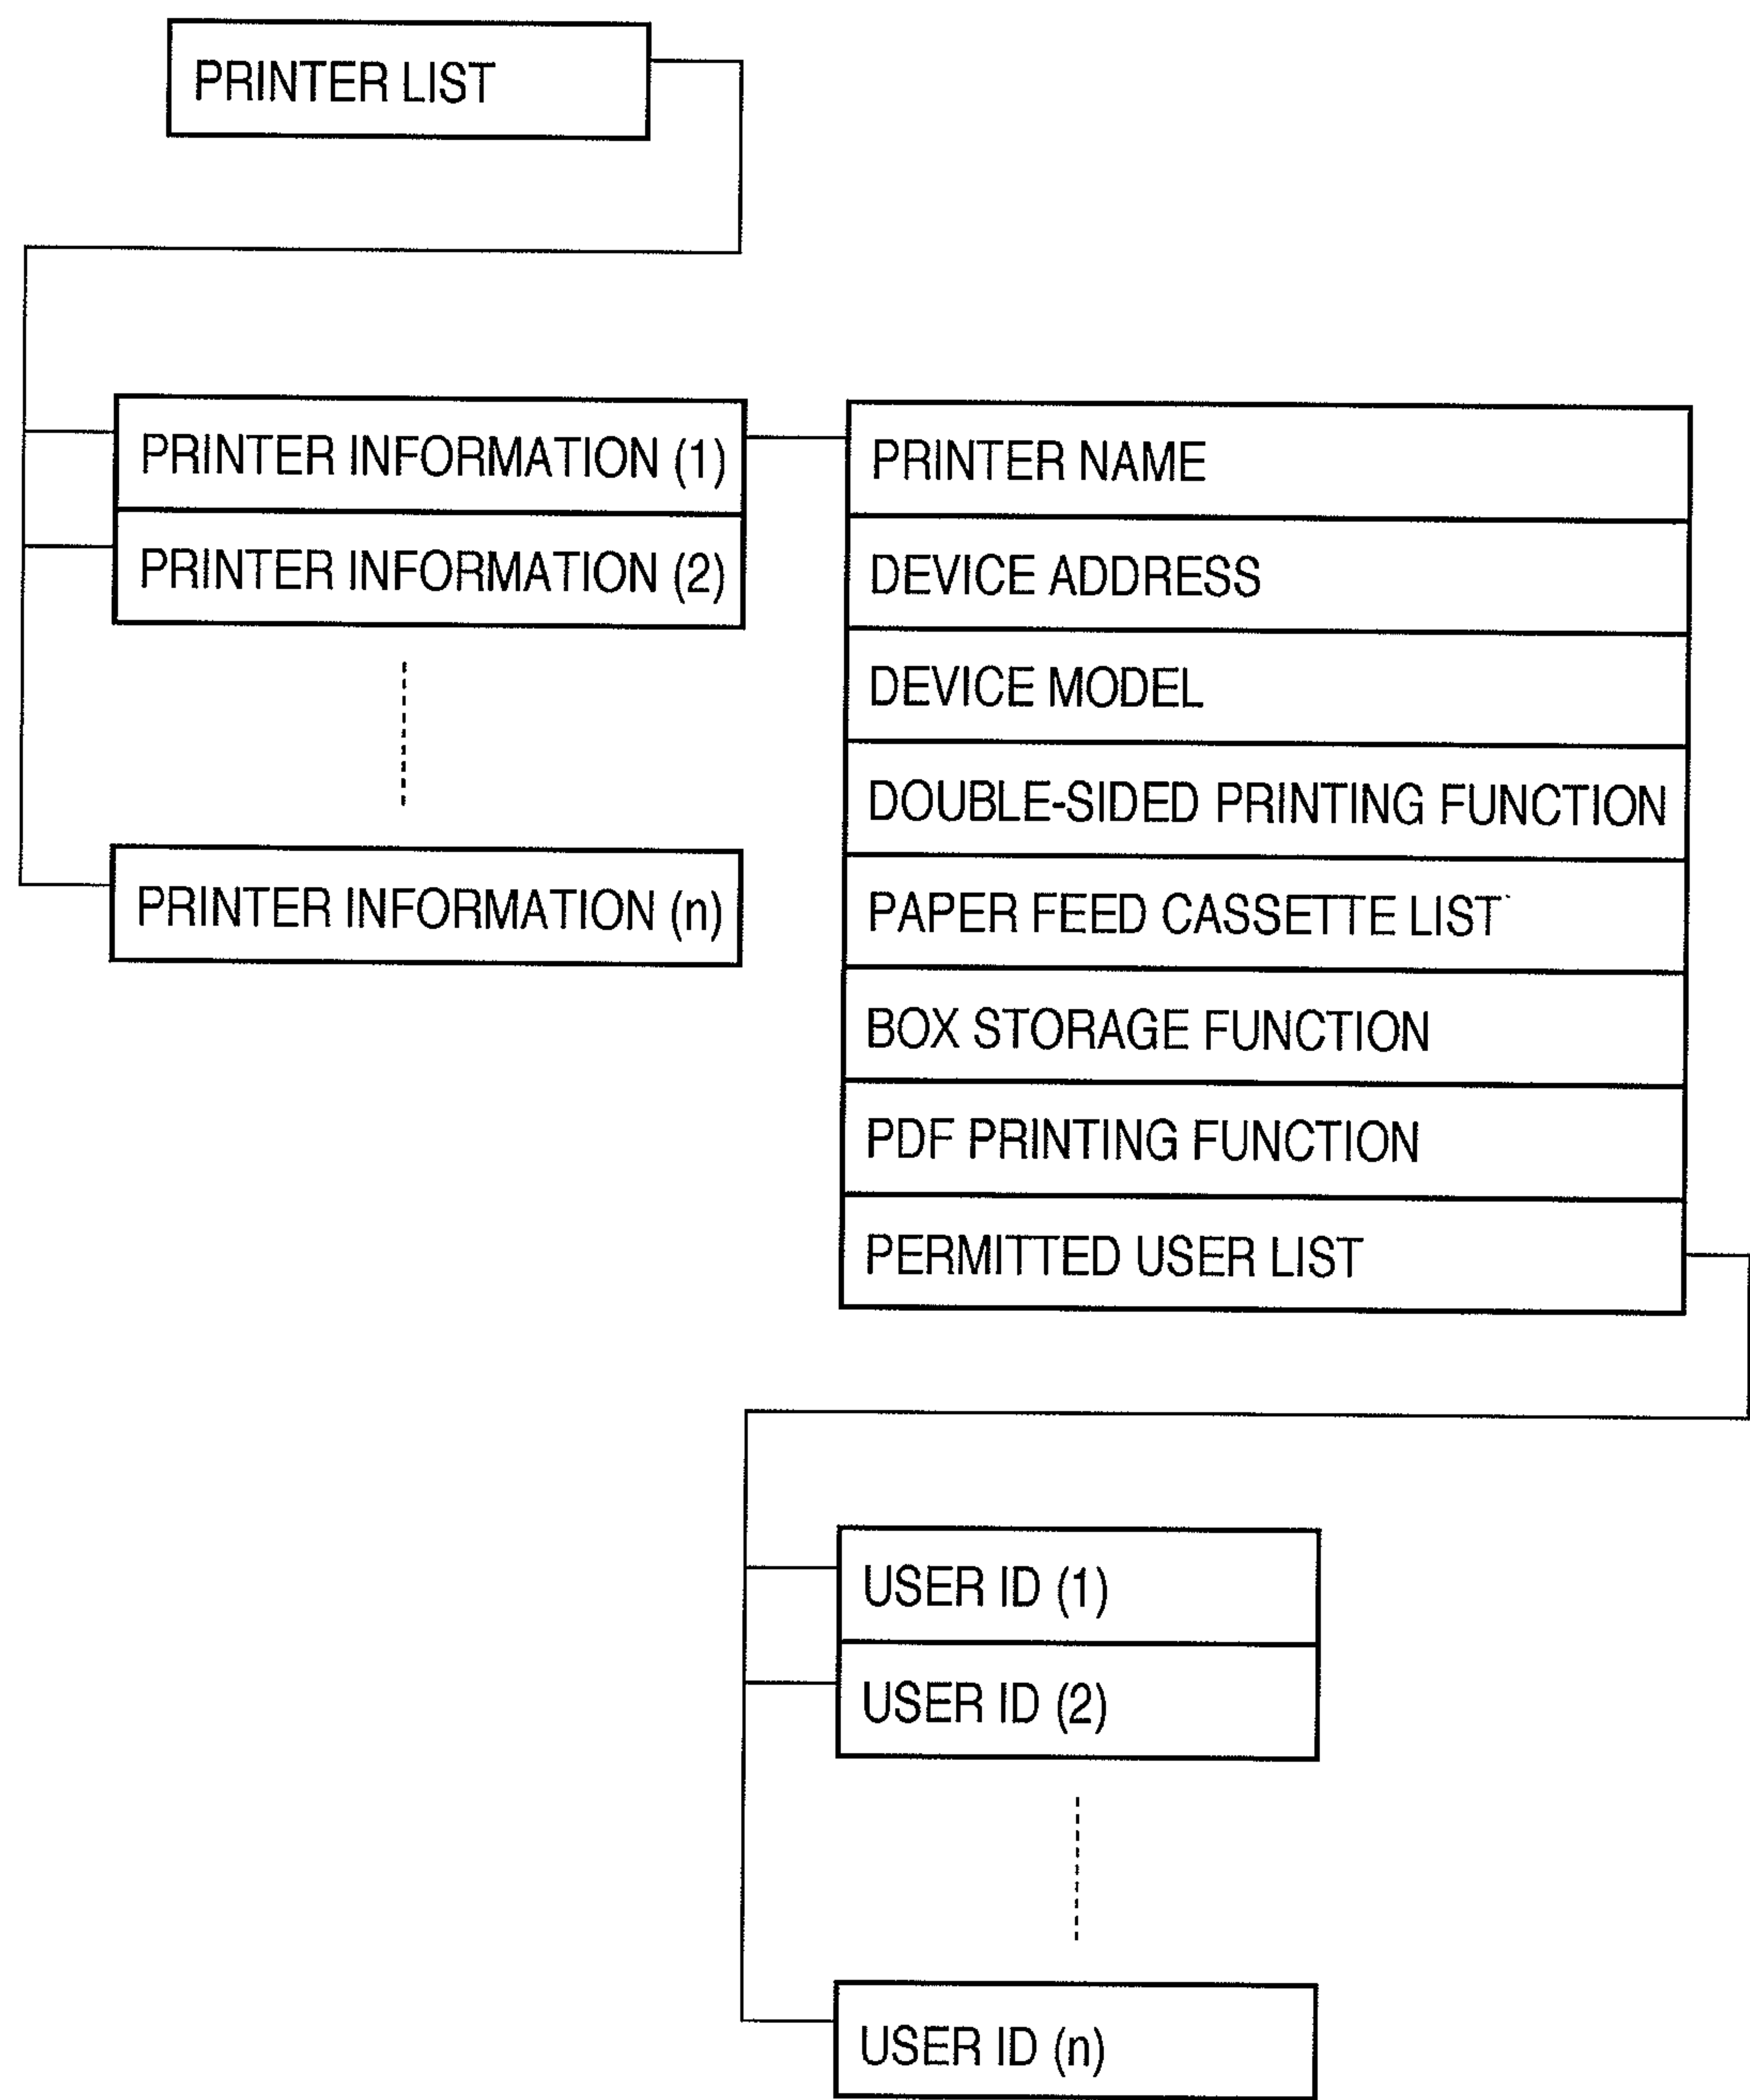 PRINTER LIST
PRINTER INFORMATION (1)
PRINTER INFORMATION (2)
PRINTER INFORMATION (n)
PRINTER NAME
DEVICE ADDRESS
DEVICE MODEL
DOUBLE-SIDED PRINTING FUNCTION
PAPER FEED CASSETTE LIST
BOX STORAGE FUNCTION
PDF PRINTING FUNCTION
PERMITTED USER LIST
USER ID (1)
USER ID (2)
USER ID (n)